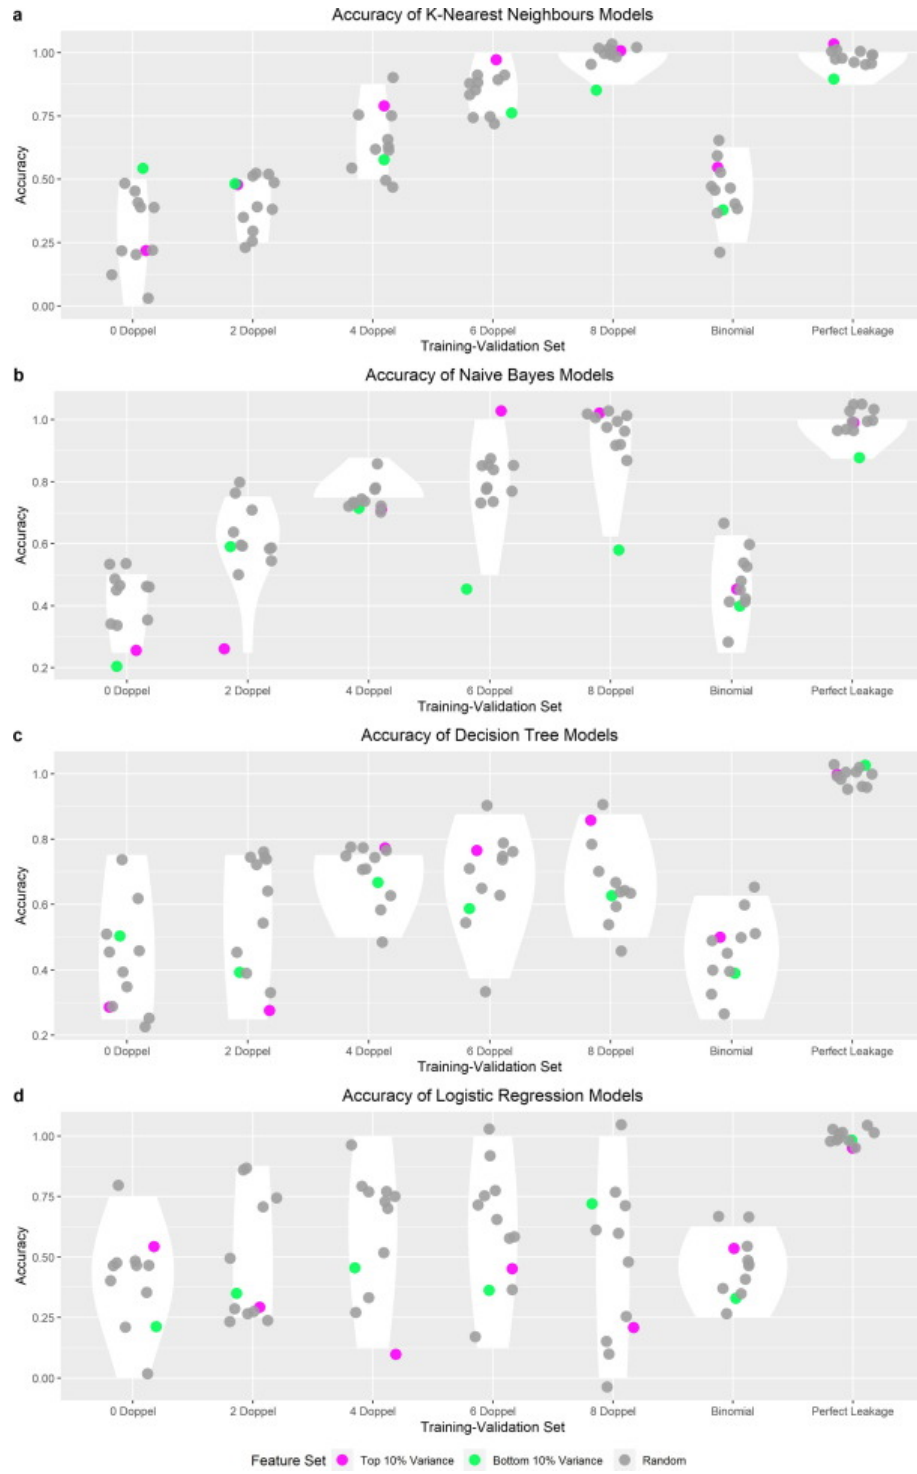 a
Accuracy of K-Nearest Neighbours Models
1.00
0.75
0.50
0.25
0.00
Accuracy
0 Doppel 2 Doppel 4 Doppel 6 Doppel 8 Doppel Binomial Perfect Leakage
Training-Validation Set
b
Accuracy of Naive Bayes Models
1.0
0.8
0.6
0.4
0.2
Accuracy
0 Doppel 2 Doppel 4 Doppel 6 Doppel 8 Doppel Binomial Perfect Leakage
Training-Validation Set
c
Accuracy of Decision Tree Models
1.0
0.8
0.6
0.4
0.2
Accuracy
0 Doppel 2 Doppel 4 Doppel 6 Doppel 8 Doppel Binomial Perfect Leakage
Training-Validation Set
d
Accuracy of Logistic Regression Models
1.00
0.75
0.50
0.25
0.00
Accuracy
0 Doppel 2 Doppel 4 Doppel 6 Doppel 8 Doppel Binomial Perfect Leakage
Training-Validation Set
Feature Set Top 10% Variance Bottom 10% Variance Random